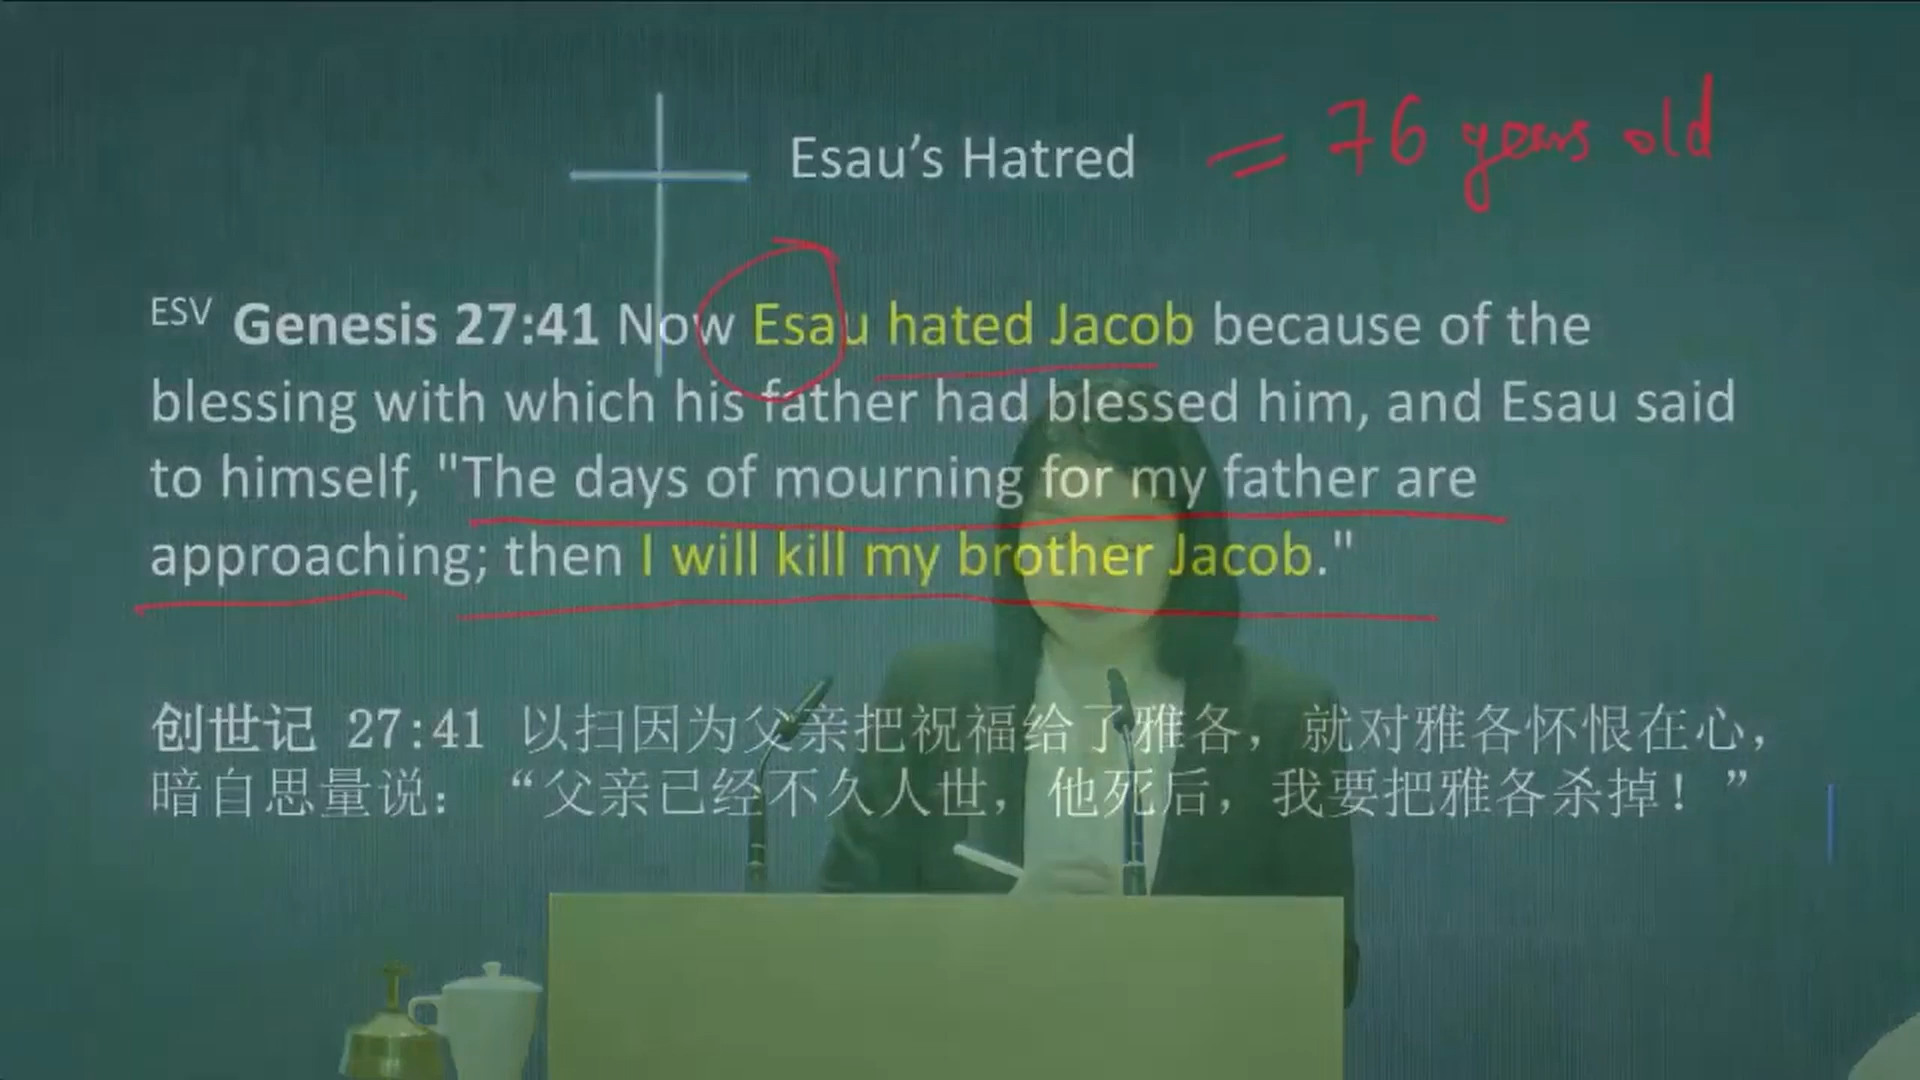 Esau’s Hatred = 76 years old
ESV Genesis 27:41 Now Esau hated Jacob because of the
blessing with which his father had blessed him, and Esau said
to himself, "The days of mourning for my father are
approaching; then I will kill my brother Jacob."
创世记 27:41 以扫因为父亲把祝福给了雅各，就对雅各怀恨在心，
暗自思量说：“父亲已经不久人世，他死后，我要把雅各杀掉！”